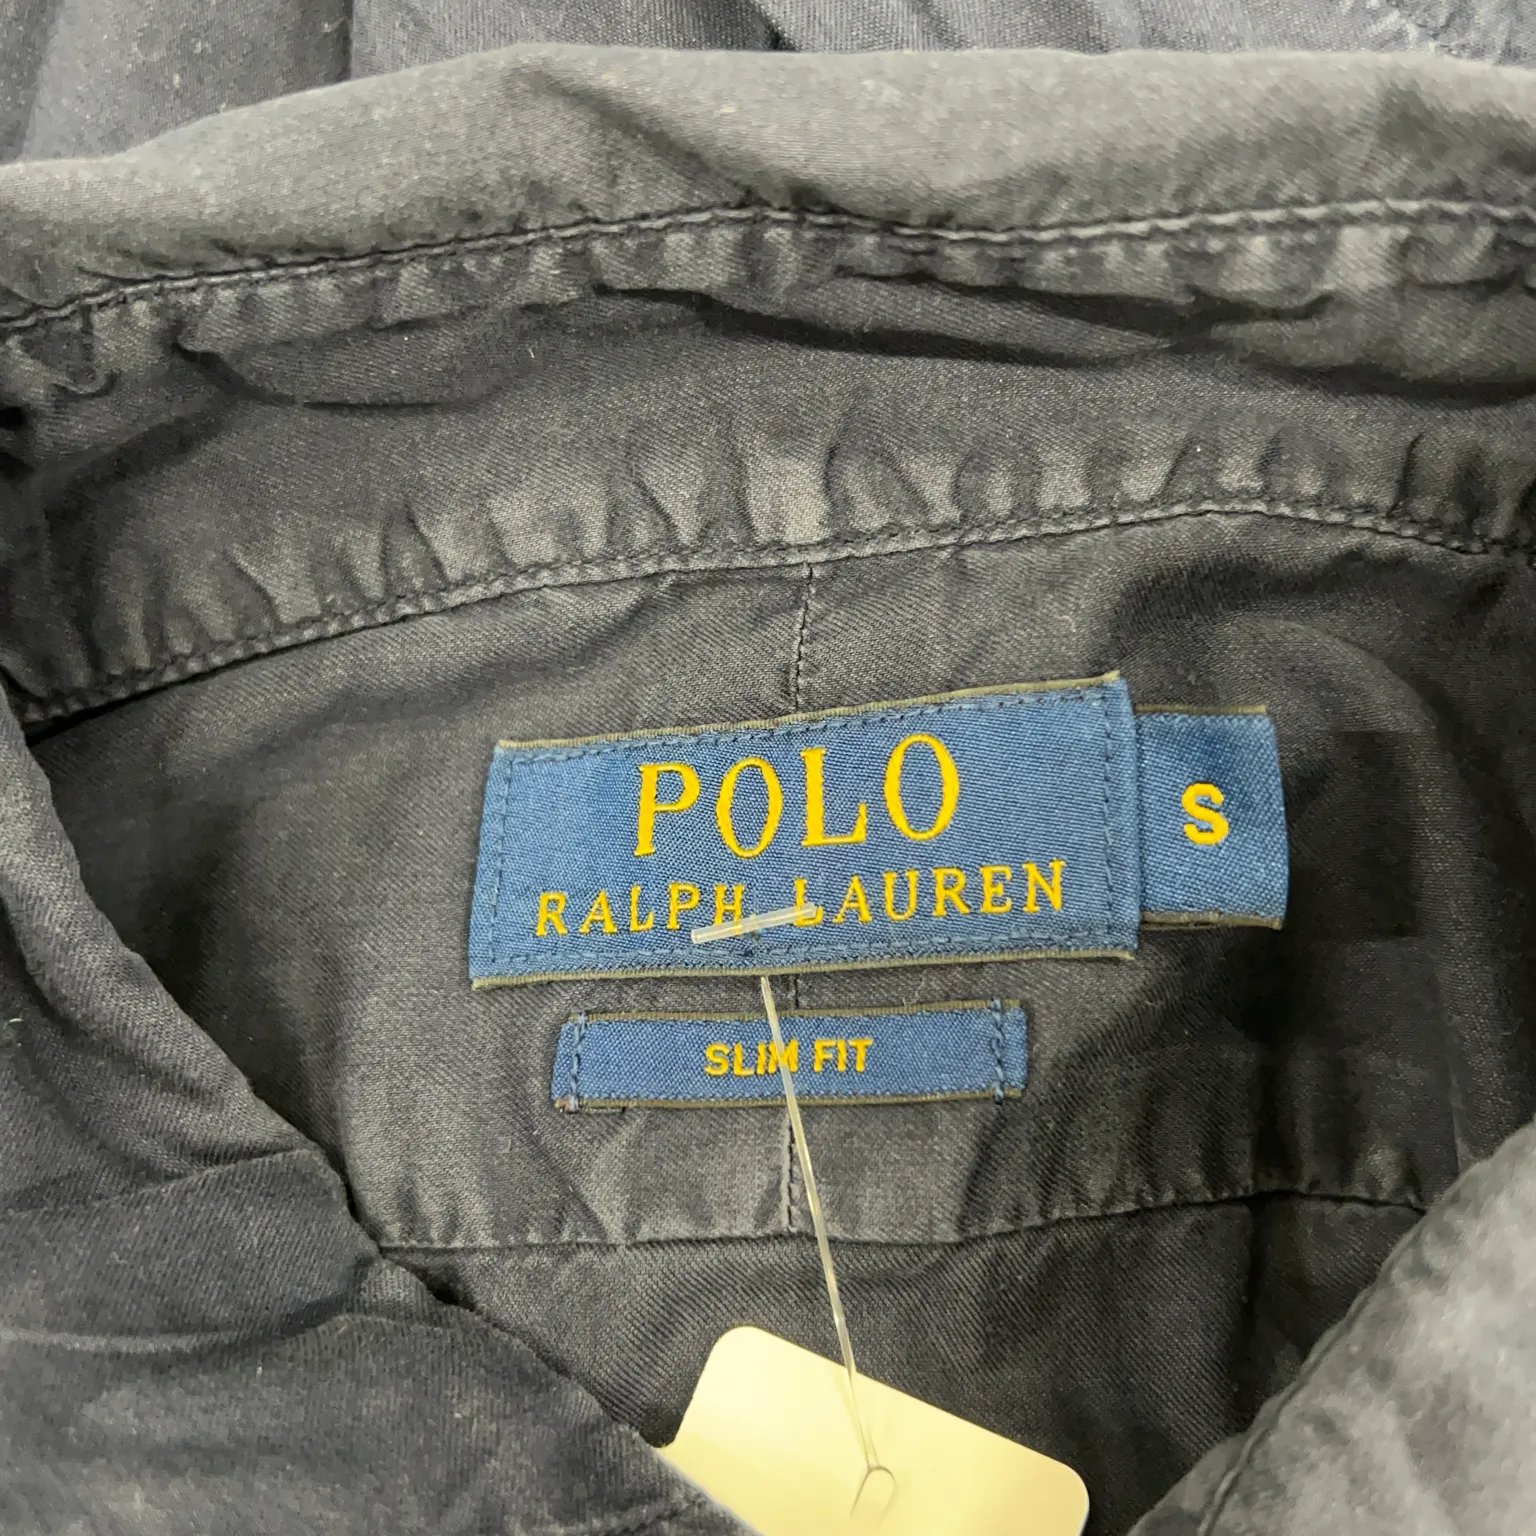 POLO
RALPH LAUREN
S
SLIM FIT